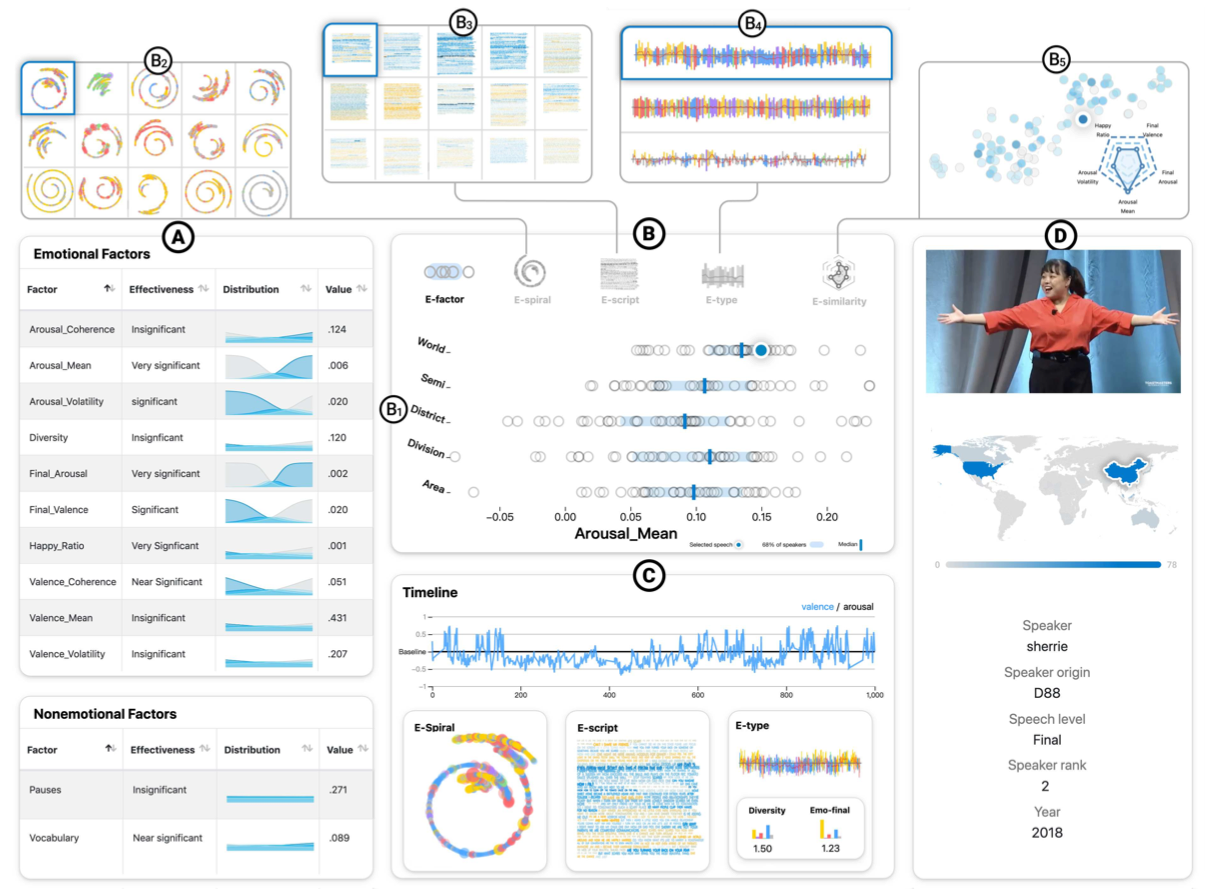 B2
B3
B4
B5
Happy Ratio
Final Valence
Arousal Volatility
Final Arousal
Arousal Mean
A
Emotional Factors
Factor Effectiveness Distribution Value
Arousal_Coherence Insignificant .124
Arousal_Mean Very significant .006
Arousal_Volatility significant .020
Diversity Insignficant .120
Final_Arousal Very significant .002
Final_Valence Significant .020
Happy_Ratio Very Signficant .001
Valence_Coherence Near Significant .051
Valence_Mean Insignificant .431
Valence_Volatility Insignificant .207
Nonemotional Factors
Factor Effectiveness Distribution Value
Pauses Insignificant .271
Vocabulary Near significant .089
B
E-factor E-spiral E-script E-type E-similarity
B1
World
Semi
District
Division
Area
−0.05 0.00 0.05 0.10 0.15 0.20
Arousal_Mean
Selected speech 68% of speakers Median
C
Timeline
valence / arousal
1
0.5
Baseline
−0.5
−1
0 200 400 600 800 1,000
E-Spiral
E-script
E-type
Diversity Emo-final
1.50 1.23
D
0 78
Speaker
sherrie
Speaker origin
D88
Speech level
Final
Speaker rank
2
Year
2018